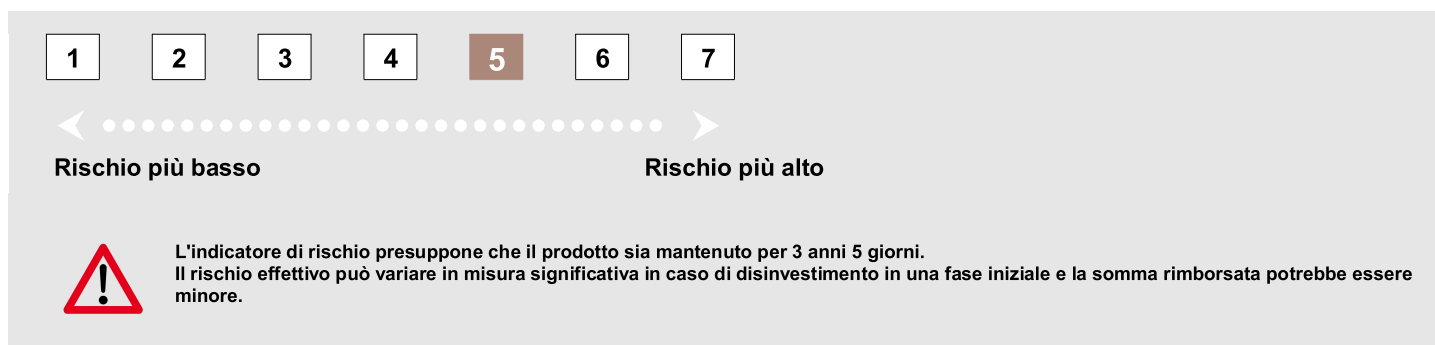 1 2 3 4 5 6 7
Rischio più basso Rischio più alto
L'indicatore di rischio presuppone che il prodotto sia mantenuto per 3 anni 5 giorni.
Il rischio effettivo può variare in misura significativa in caso di disinvestimento in una fase iniziale e la somma rimborsata potrebbe essere
minore.